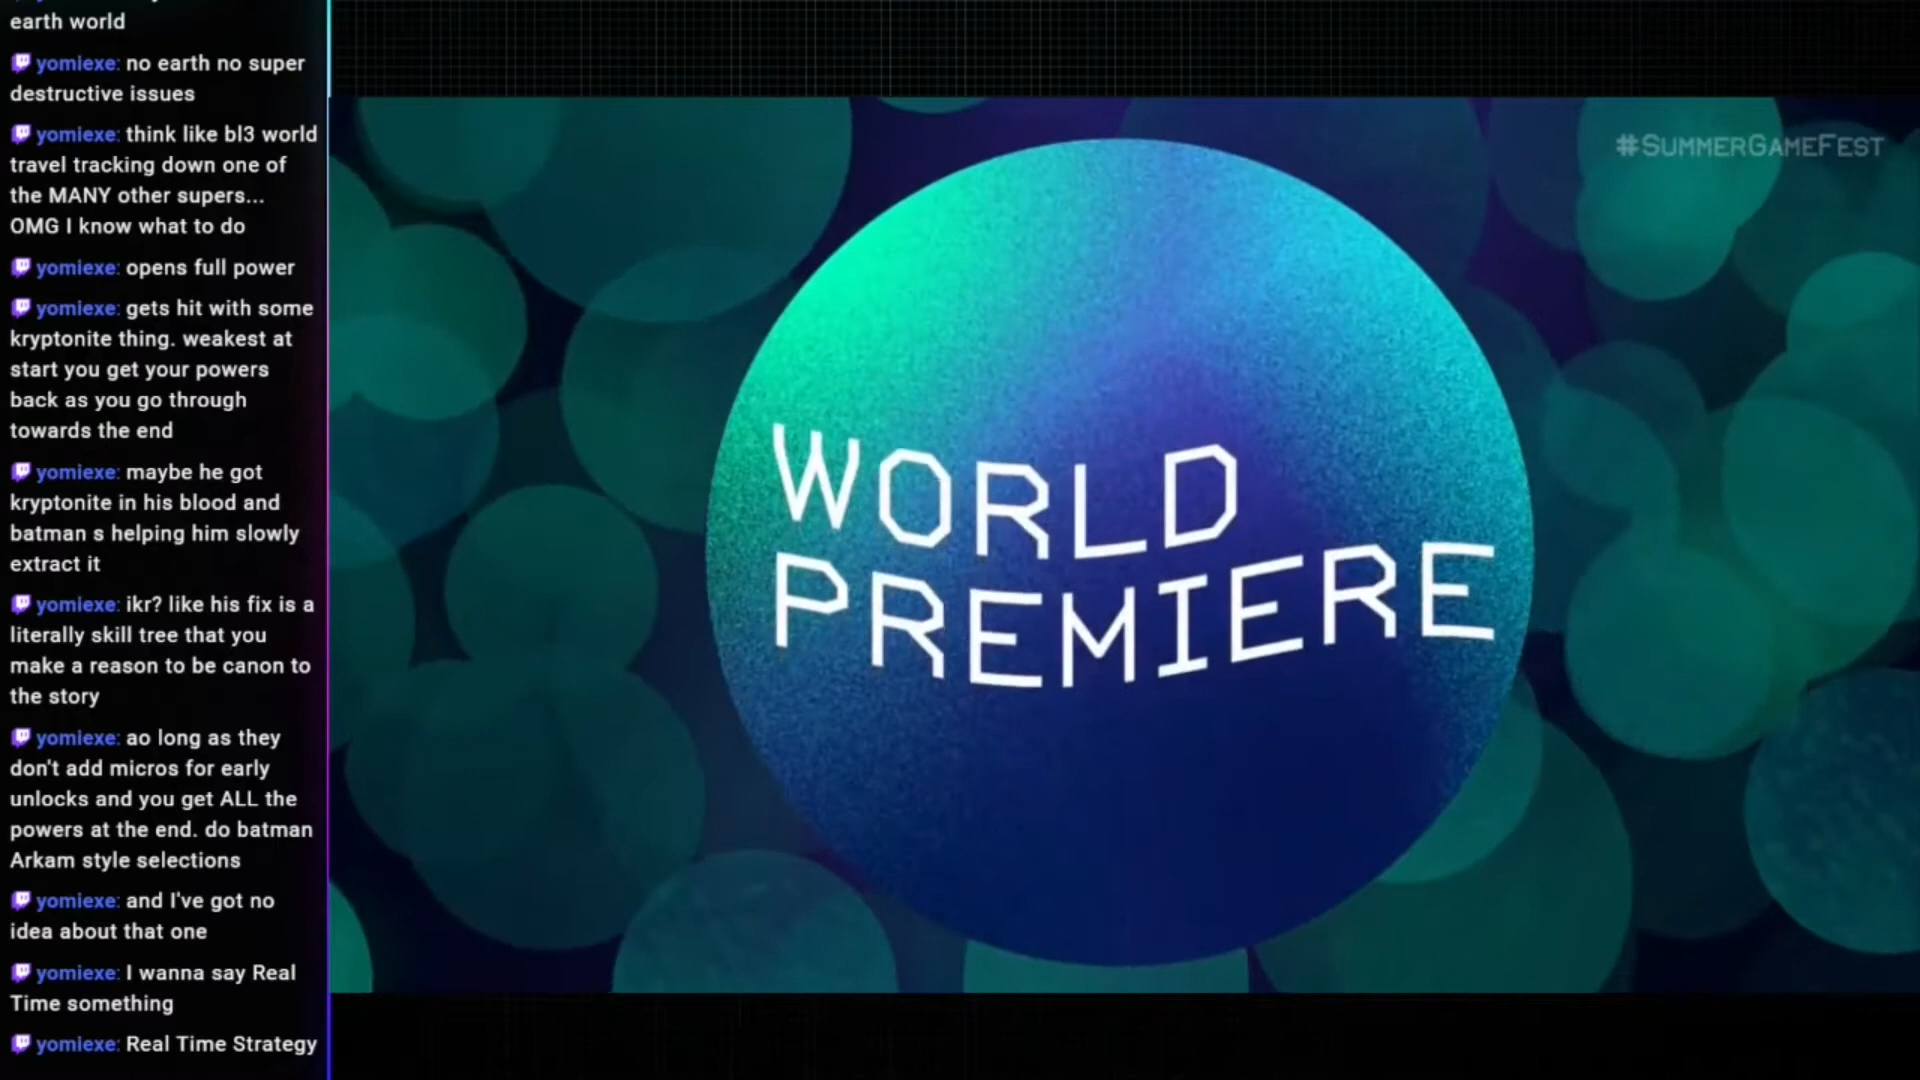 earth world
yomiexe: no earth no super
destructive issues
yomiexe: think like bl3 world
travel tracking down one of
the MANY other supers...
OMG I know what to do
yomiexe: opens full power
yomiexe: gets hit with some
kryptonite thing. weakest at
start you get your powers
back as you go through
towards the end
yomiexe: maybe he got
kryptonite in his blood and
batman s helping him slowly
extract it
yomiexe: ikr? like his fix is a
literally skill tree that you
make a reason to be canon to
the story
yomiexe: ao long as they
don't add micros for early
unlocks and you get ALL the
powers at the end. do batman
Arkam style selections
yomiexe: and I've got no
idea about that one
yomiexe: I wanna say Real
Time something
yomiexe: Real Time Strategy
#SUMMERGAMEFEST
WORLD
PREMIERE